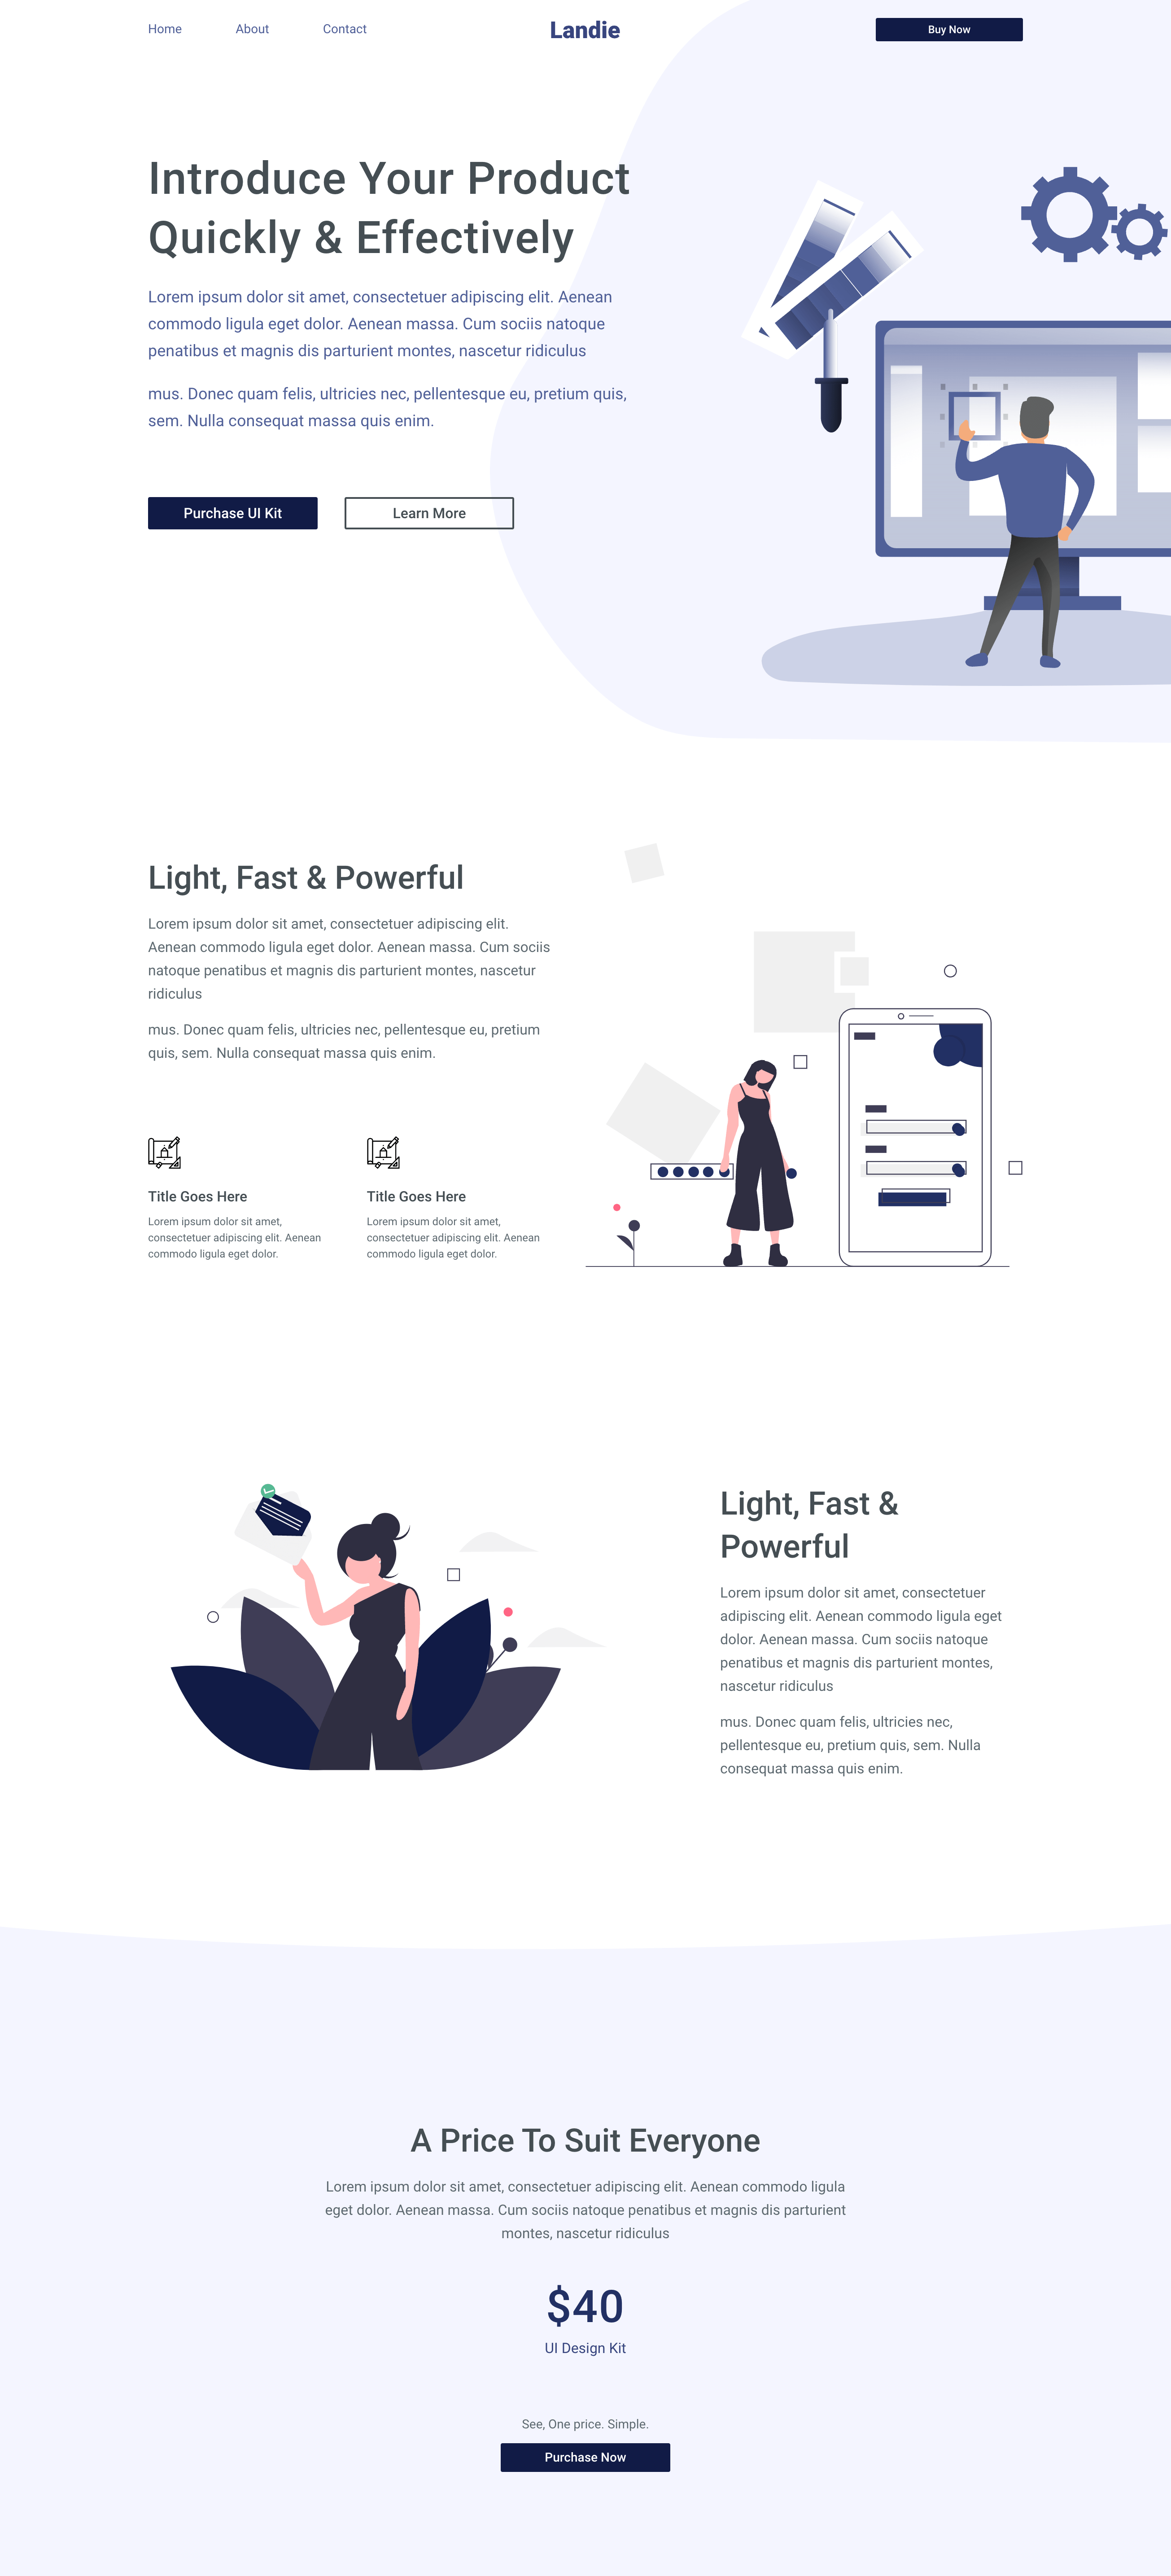 Home About Contact Landie Buy Now
Introduce Your Product
Quickly & Effectively
Lorem ipsum dolor sit amet, consectetuer adipiscing elit. Aenean
commodo ligula eget dolor. Aenean massa. Cum sociis natoque
penatibus et magnis dis parturient montes, nascetur ridiculus
mus. Donec quam felis, ultricies nec, pellentesque eu, pretium quis,
sem. Nulla consequat massa quis enim.
Purchase UI Kit Learn More
Light, Fast & Powerful
Lorem ipsum dolor sit amet, consectetuer adipiscing elit.
Aenean commodo ligula eget dolor. Aenean massa. Cum sociis
natoque penatibus et magnis dis parturient montes, nascetur
ridiculus
mus. Donec quam felis, ultricies nec, pellentesque eu, pretium
quis, sem. Nulla consequat massa quis enim.
Title Goes Here
Lorem ipsum dolor sit amet,
consectetuer adipiscing elit. Aenean
commodo ligula eget dolor.
Title Goes Here
Lorem ipsum dolor sit amet,
consectetuer adipiscing elit. Aenean
commodo ligula eget dolor.
Light, Fast &
Powerful
Lorem ipsum dolor sit amet, consectetuer
adipiscing elit. Aenean commodo ligula eget
dolor. Aenean massa. Cum sociis natoque
penatibus et magnis dis parturient montes,
nascetur ridiculus
mus. Donec quam felis, ultricies nec,
pellentesque eu, pretium quis, sem. Nulla
consequat massa quis enim.
A Price To Suit Everyone
Lorem ipsum dolor sit amet, consectetuer adipiscing elit. Aenean commodo ligula
eget dolor. Aenean massa. Cum sociis natoque penatibus et magnis dis parturient
montes, nascetur ridiculus
$40
UI Design Kit
See, One price. Simple.
Purchase Now